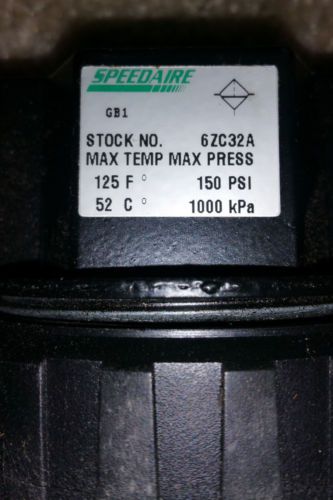 SPEEDAIRE
GB1
STOCK NO. 6ZC32A
MAX TEMP MAX PRESS
125 F ° 150 PSI
52 C ° 1000 kPa